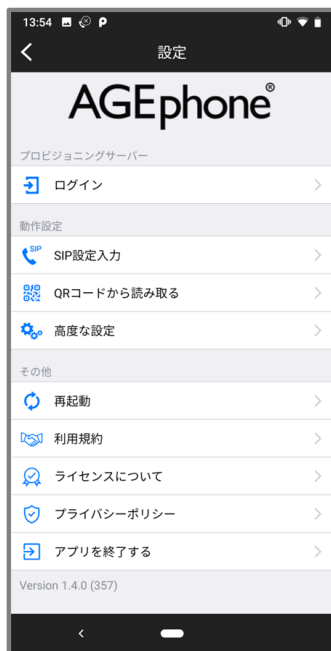 13:54
設定
AGEphone®
プロビジョニングサーバー
ログイン
動作設定
SIP
SIP設定入力
QRコードから読み取る
高度な設定
その他
再起動
利用規約
ライセンスについて
プライバシーポリシー
アプリを終了する
Version 1.4.0 (357)